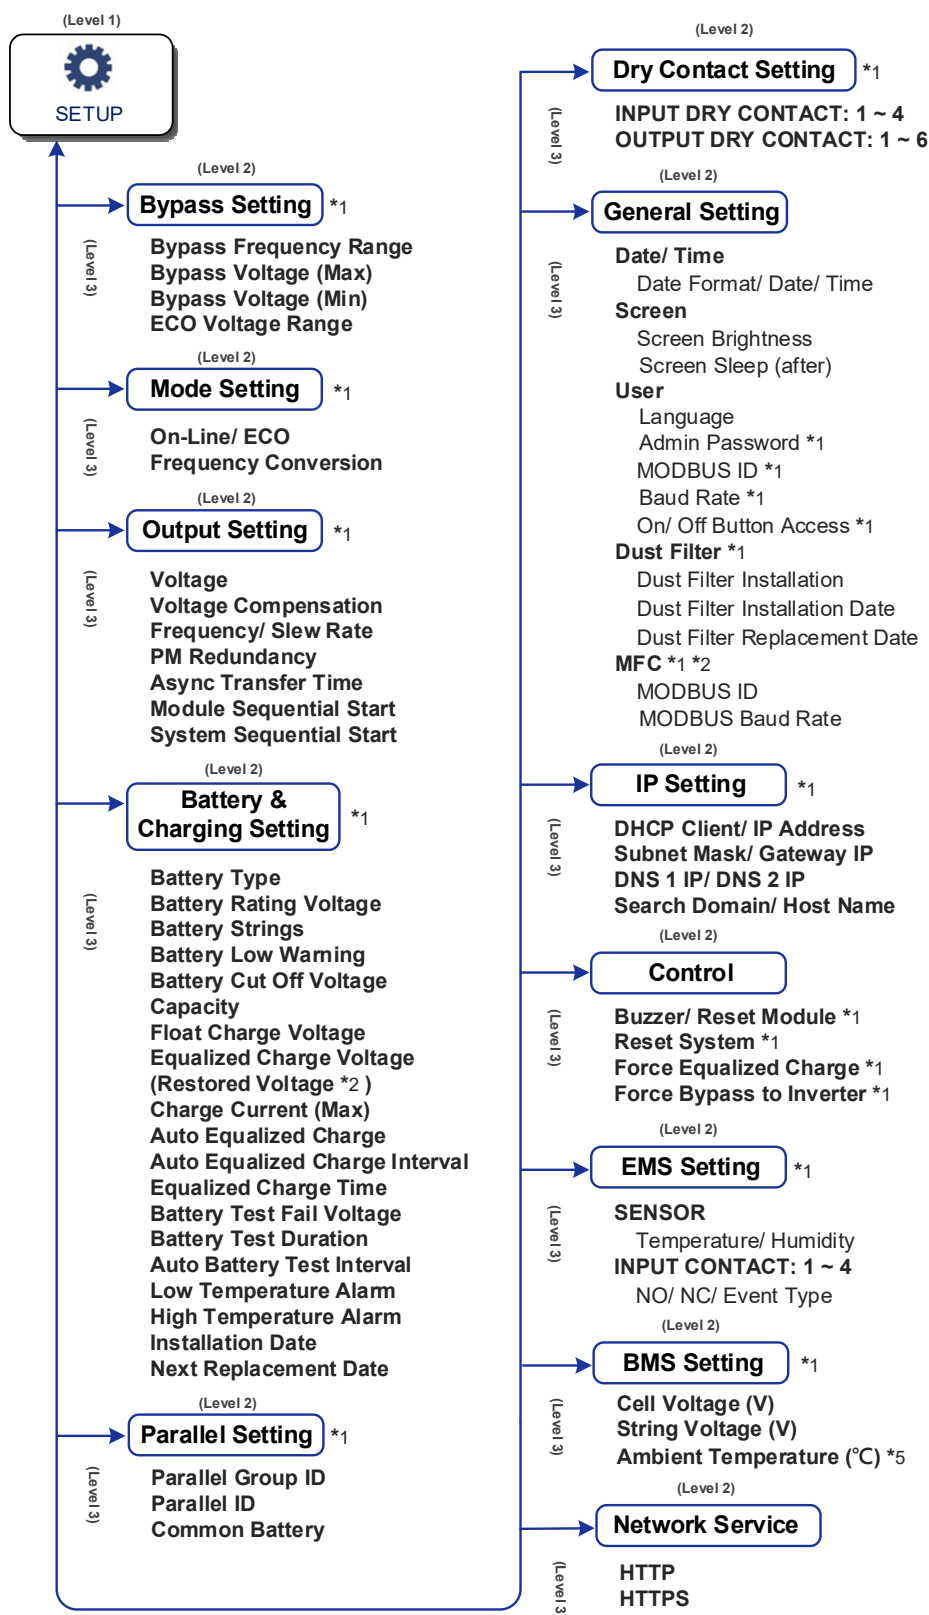 (Level 1)
SETUP
(Level 2)
Bypass Setting *1
(Level 3)
Bypass Frequency Range
Bypass Voltage (Max)
Bypass Voltage (Min)
ECO Voltage Range
(Level 2)
Mode Setting *1
(Level 3)
On-Line/ ECO
Frequency Conversion
(Level 2)
Output Setting *1
(Level 3)
Voltage
Voltage Compensation
Frequency/ Slew Rate
PM Redundancy
Async Transfer Time
Module Sequential Start
System Sequential Start
(Level 2)
Battery &
Charging Setting *1
(Level 3)
Battery Type
Battery Rating Voltage
Battery Strings
Battery Low Warning
Battery Cut Off Voltage
Capacity
Float Charge Voltage
Equalized Charge Voltage
(Restored Voltage *2 )
Charge Current (Max)
Auto Equalized Charge
Auto Equalized Charge Interval
Equalized Charge Time
Battery Test Fail Voltage
Battery Test Duration
Auto Battery Test Interval
Low Temperature Alarm
High Temperature Alarm
Installation Date
Next Replacement Date
(Level 2)
Parallel Setting *1
(Level 3)
Parallel Group ID
Parallel ID
Common Battery
(Level 2)
Dry Contact Setting *1
(Level 3)
INPUT DRY CONTACT: 1 ~ 4
OUTPUT DRY CONTACT: 1 ~ 6
(Level 2)
General Setting
(Level 3)
Date/ Time
Date Format/ Date/ Time
Screen
Screen Brightness
Screen Sleep (after)
User
Language
Admin Password *1
MODBUS ID *1
Baud Rate *1
On/ Off Button Access *1
Dust Filter *1
Dust Filter Installation
Dust Filter Installation Date
Dust Filter Replacement Date
MFC *1 *2
MODBUS ID
MODBUS Baud Rate
(Level 2)
IP Setting *1
(Level 3)
DHCP Client/ IP Address
Subnet Mask/ Gateway IP
DNS 1 IP/ DNS 2 IP
Search Domain/ Host Name
(Level 2)
Control
(Level 3)
Buzzer/ Reset Module *1
Reset System *1
Force Equalized Charge *1
Force Bypass to Inverter *1
(Level 2)
EMS Setting *1
(Level 3)
SENSOR
Temperature/ Humidity
INPUT CONTACT: 1 ~ 4
NO/ NC/ Event Type
(Level 2)
BMS Setting *1
(Level 3)
Cell Voltage (V)
String Voltage (V)
Ambient Temperature (℃) *5
(Level 2)
Network Service
(Level 3
HTTP
HTTPS